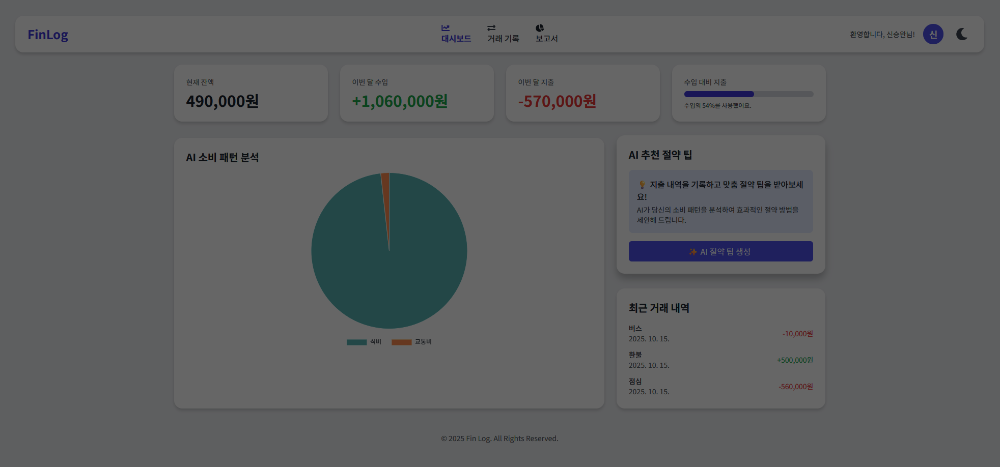 FinLog
대시보드
거래 기록
보고서
환영합니다, 신승완님!
신
현재 잔액
490,000원
이번 달 수입
+1,060,000원
이번 달 지출
-570,000원
수입 대비 지출
수입의 54%를 사용했어요.
AI 소비 패턴 분석
식비
교통비
AI 추천 절약 팁
💡 지출 내역을 기록하고 맞춤 절약 팁을 받아보세
요!
AI가 당신의 소비 패턴을 분석하여 효과적인 절약 방법을
제안해 드립니다.
✨ AI 절약 팁 생성
최근 거래 내역
버스
2025. 10. 15.
-10,000원
환불
2025. 10. 15.
+500,000원
점심
2025. 10. 15.
-560,000원
© 2025 Fin Log. All Rights Reserved.